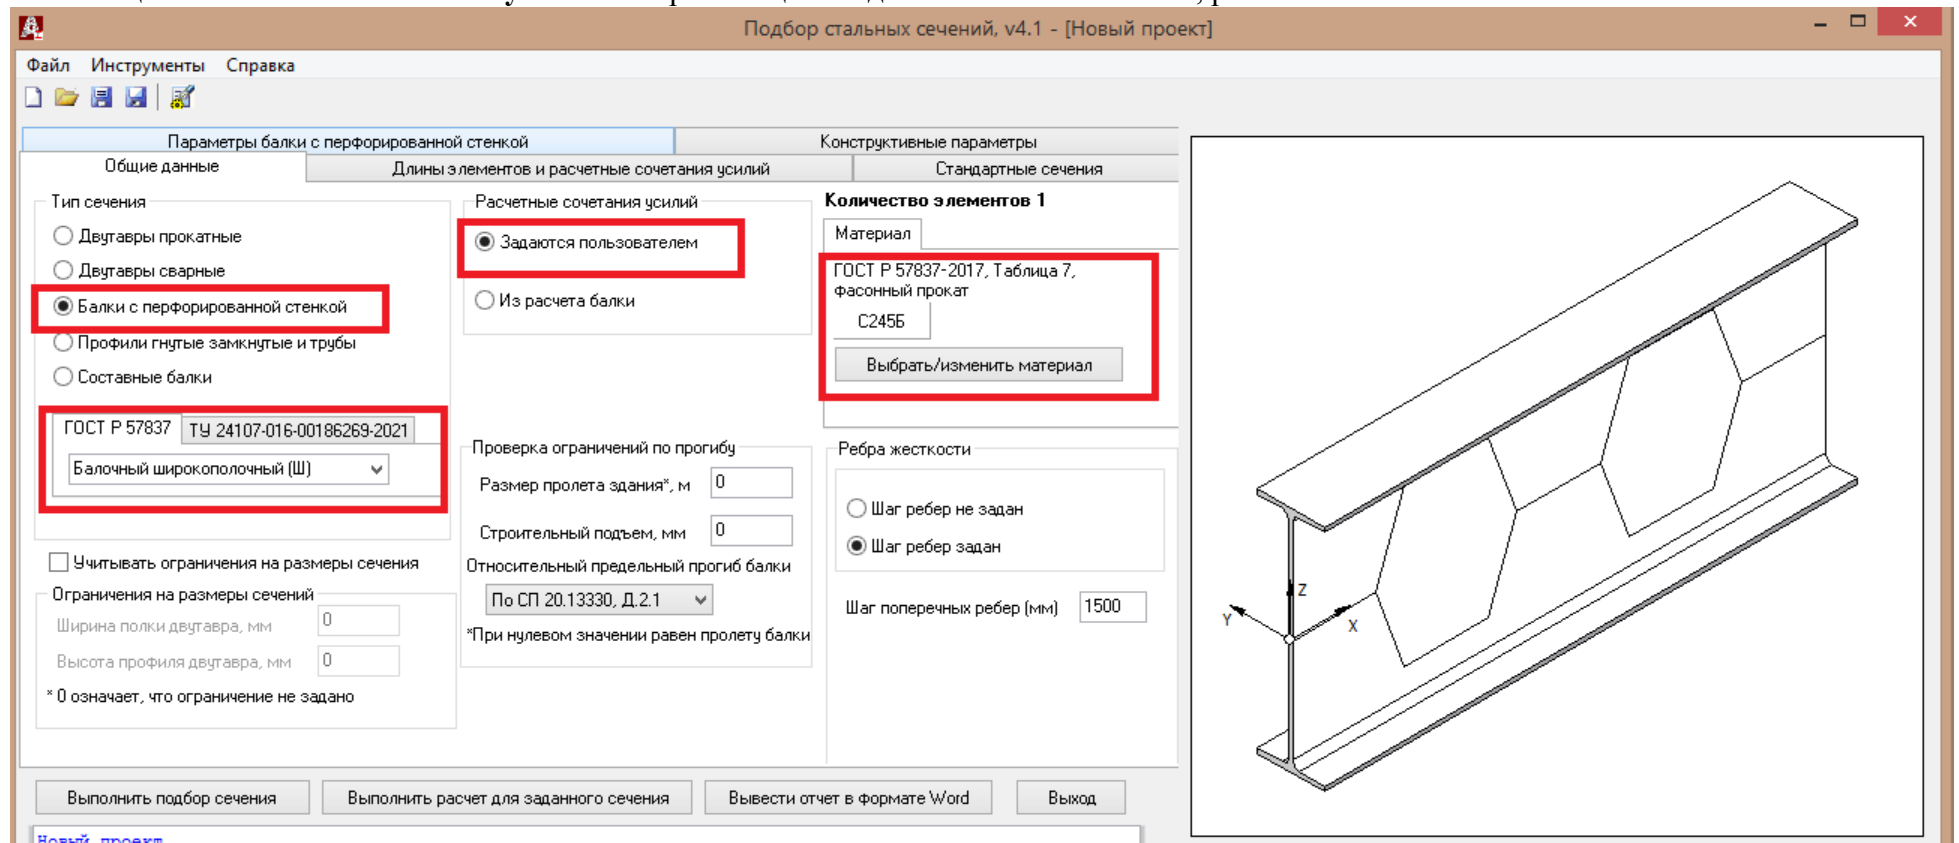 Подбор стальных сечений, v4.1 - [Новый проект]
Файл Инструменты Справка
Параметры балки с перфорированной стенкой
Конструктивные параметры
Общие данные
Длины элементов и расчетные сочетания усилий
Стандартные сечения
Тип сечения
Двутавры прокатные
Двутавры сварные
Балки с перфорированной стенкой
Профили гнутые замкнутые и трубы
Составные балки
ГОСТ Р 57837
ТУ 24107-016-00186269-2021
Балочный широкополочный (Ш)
Учитывать ограничения на размеры сечения
Ограничения на размеры сечений
Ширина полки двутавра, мм 0
Высота профиля двутавра, мм 0
* 0 означает, что ограничение не задано
Расчетные сочетания усилий
Задаются пользователем
Из расчета балки
Проверка ограничений по прогибу
Размер пролета здания*, м 0
Строительный подъем, мм 0
Относительный предельный прогиб балки
По СП 20.13330, Д.2.1
*При нулевом значении равен пролету балки
Количество элементов 1
Материал
ГОСТ Р 57837-2017, Таблица 7,
фасонный прокат
С245Б
Выбрать/изменить материал
Ребра жесткости
Шаг ребер не задан
Шаг ребер задан
Шаг поперечных ребер (мм) 1500
Z
Y
X
Выполнить подбор сечения
Выполнить расчет для заданного сечения
Вывести отчет в формате Word
Выход
Новый проект